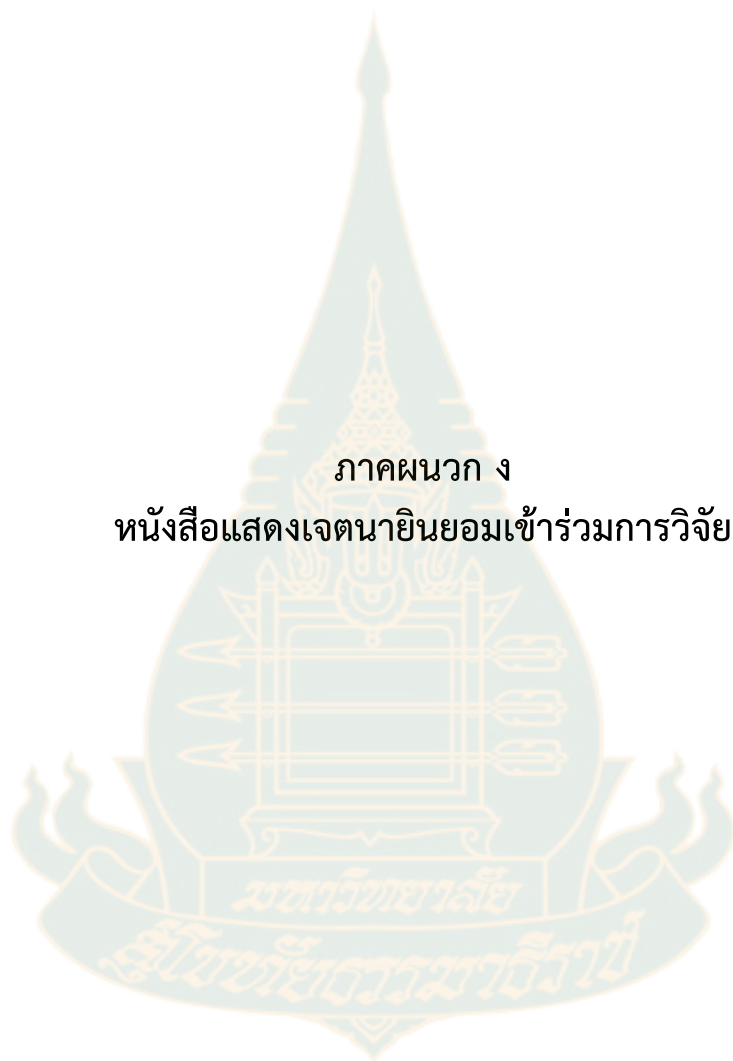 ภาคผนวก ง
หนังสือแสดงเจตนายินยอมเข้าร่วมการวิจัย
มหาวิทยาลัย
สุโขทัยธรรมาธิราช